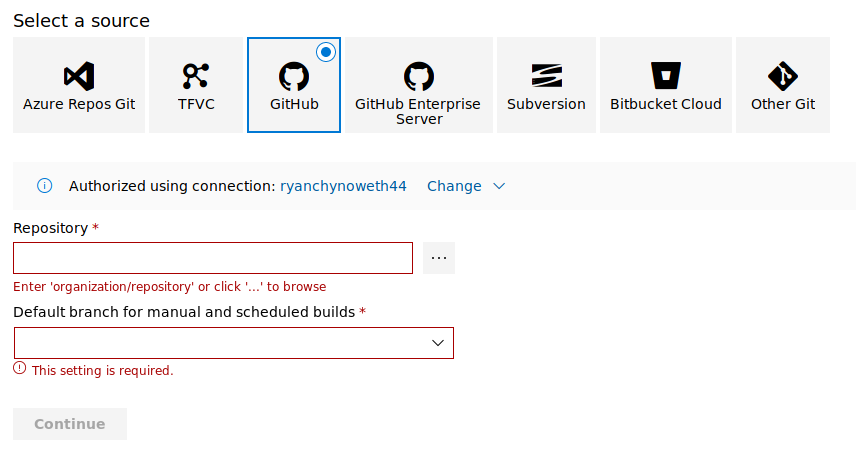 Select a source
Azure Repos Git
TFVC
GitHub
GitHub Enterprise
Server
Subversion
Bitbucket Cloud
Other Git
Authorized using connection: ryanchynoweth44 Change
Repository *
...
Enter 'organization/repository' or click '...' to browse
Default branch for manual and scheduled builds *
This setting is required.
Continue